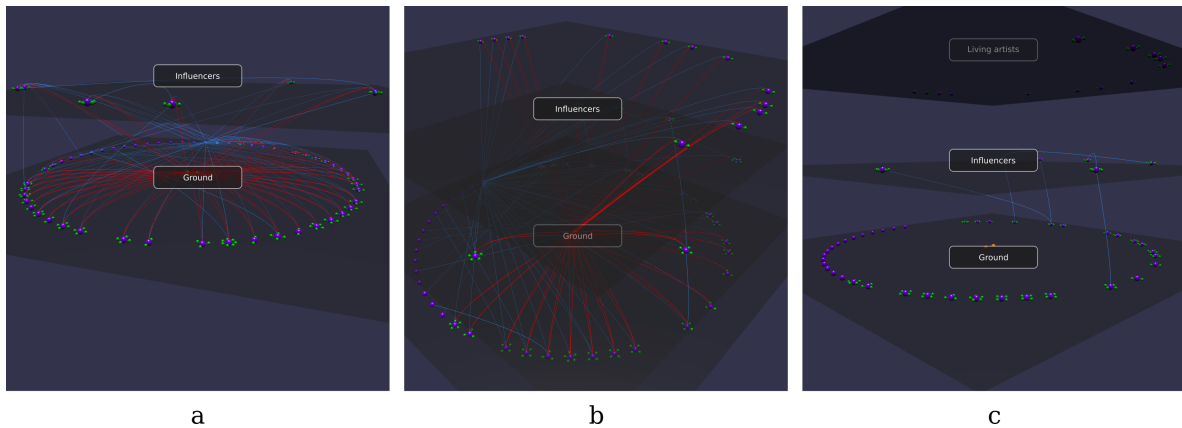 Influencers
Ground
a
Influencers
Ground
b
Living artists
Influencers
Ground
c